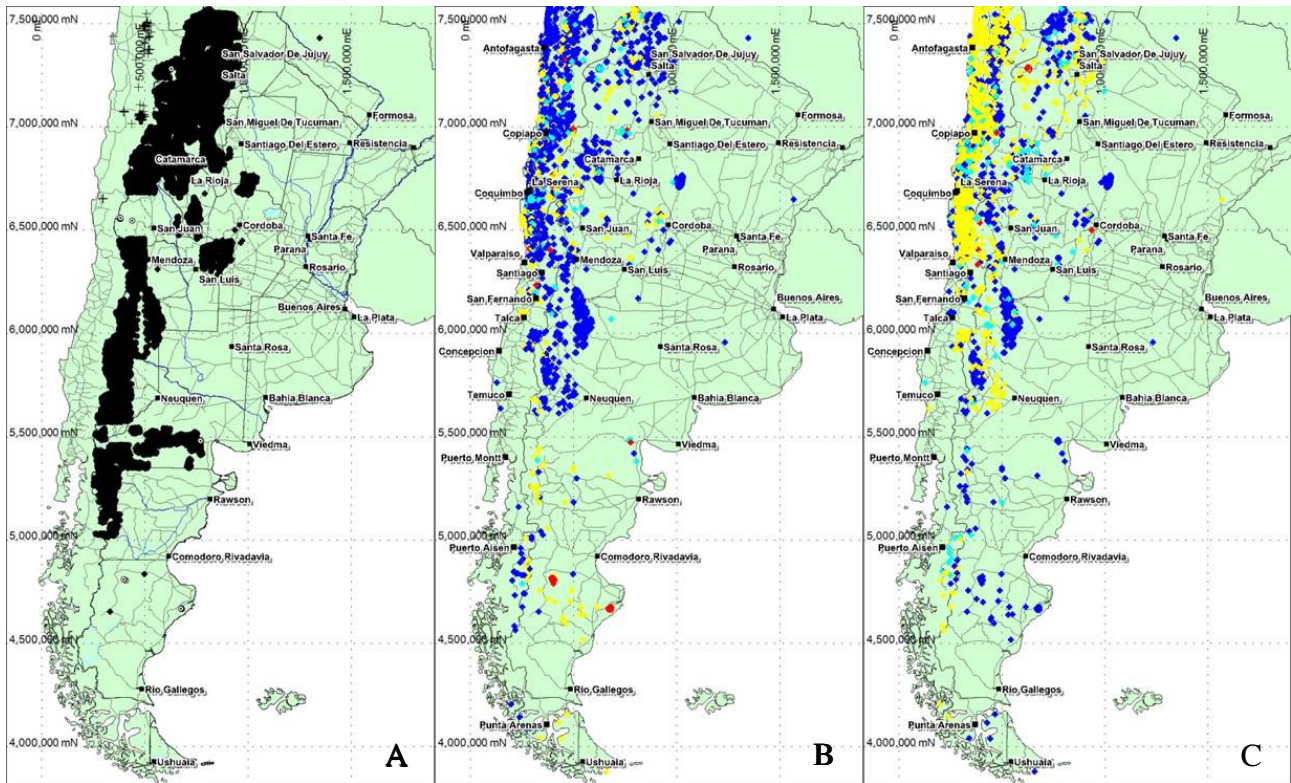 0 mE
500,000 mE
1,500,000 mE
7,500,000 mN
San Salvador De Jujuy
Salta
7,000,000 mN
San Miguel De Tucuman
Formosa
Santiago Del Estero
Resistencia
Catamarca
La Rioja
6,500,000 mN
San Juan
Cordoba
Santa Fe
Parana
Mendoza
San Luis
Rosario
Buenos Aires
La Plata
6,000,000 mN
Santa Rosa
Neuquen
Bahia Blanca
5,500,000 mN
Viedma
Rawson
5,000,000 mN
Comodoro Rivadavia
4,500,000 mN
Rio Gallegos
4,000,000 mN
Ushuaia
A
0 mE
1,500,000 mE
7,500,000 mN
Antofagasta
San Salvador De Jujuy
Salta
7,000,000 mN
Copiapo
San Miguel De Tucuman
Formosa
Santiago Del Estero
Resistencia
Catamarca
La Rioja
La Serena
Coquimbo
6,500,000 mN
San Juan
Cordoba
Santa Fe
Parana
Valparaiso
Mendoza
Santiago
San Luis
Rosario
San Fernando
Buenos Aires
Talca
La Plata
6,000,000 mN
Concepcion
Santa Rosa
Temuco
Neuquen
Bahia Blanca
5,500,000 mN
Viedma
Puerto Montt
Rawson
5,000,000 mN
Puerto Aisen
Comodoro Rivadavia
4,500,000 mN
Rio Gallegos
Punta Arenas
4,000,000 mN
Ushuaia
B
0 mE
1,500,000 mE
7,500,000 mN
Antofagasta
San Salvador De Jujuy
Salta
7,000,000 mN
Copiapo
San Miguel De Tucuman
Formosa
Santiago Del Estero
Resistencia
Catamarca
La Rioja
La Serena
Coquimbo
6,500,000 mN
San Juan
Cordoba
Santa Fe
Parana
Valparaiso
Mendoza
Santiago
San Luis
Rosario
San Fernando
Buenos Aires
Talca
La Plata
6,000,000 mN
Concepcion
Santa Rosa
Temuco
Neuquen
Bahia Blanca
5,500,000 mN
Viedma
Puerto Montt
Rawson
5,000,000 mN
Puerto Aisen
Comodoro Rivadavia
4,500,000 mN
Rio Gallegos
Punta Arenas
4,000,000 mN
Ushuaia
C